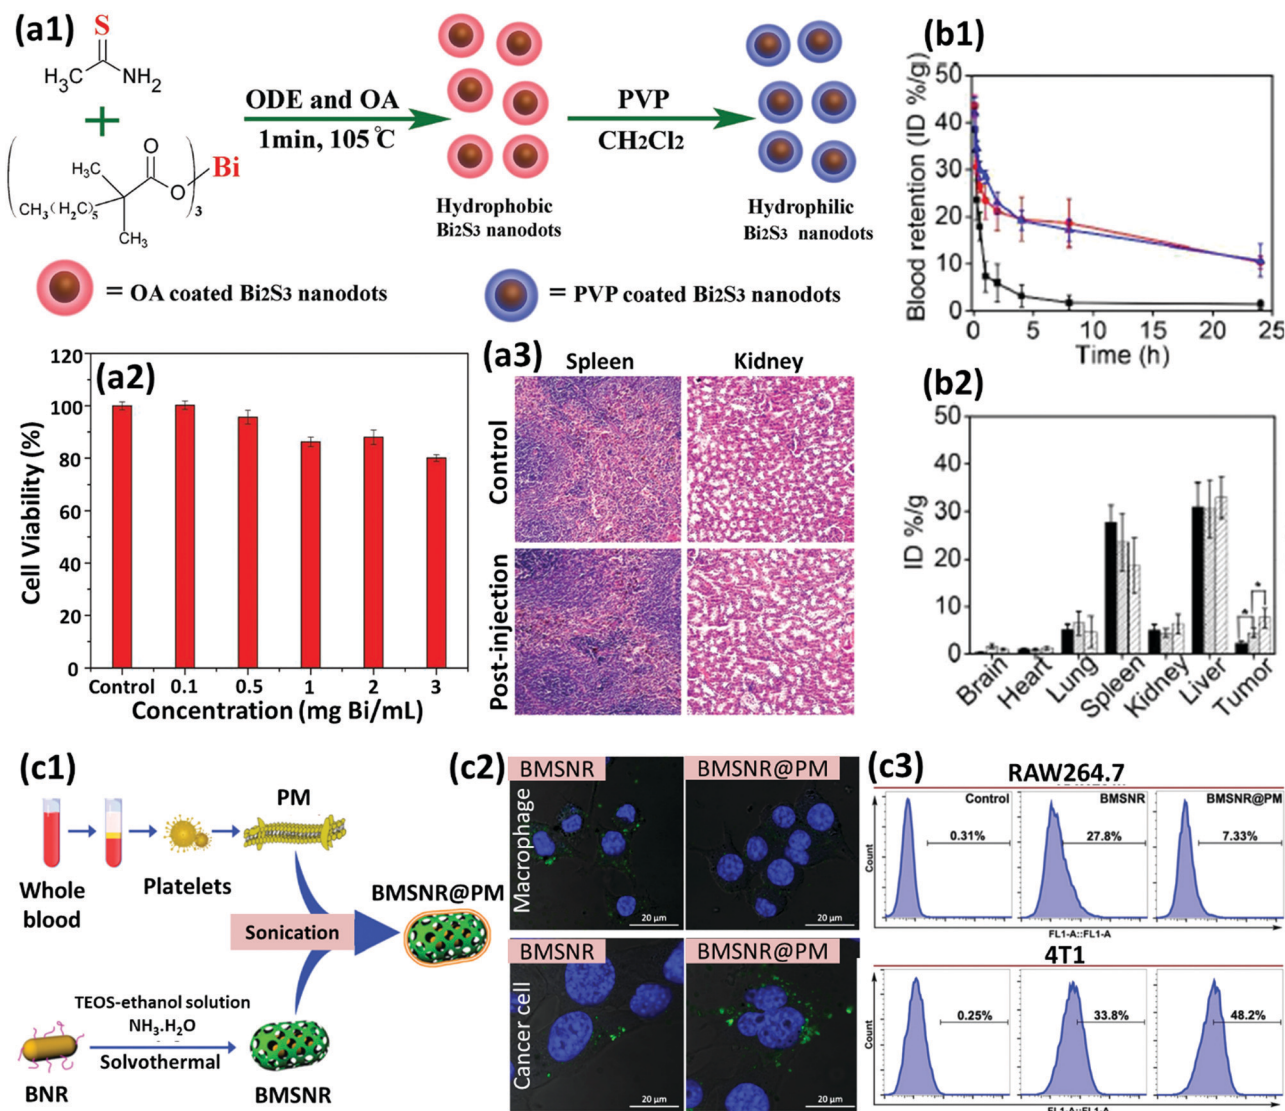 (a1)
S
H₃C
NH₂
+
O
H₃C
O
Bi
CH₃(H₂C)₅
3
CH₃
ODE and OA
1min, 105 ℃
Hydrophobic
Bi2S3 nanodots
PVP
CH2Cl2
Hydrophilic
Bi2S3 nanodots
= OA coated Bi2S3 nanodots
= PVP coated Bi2S3 nanodots
(b1)
Blood retention (ID %/g)
50
40
30
20
10
0
0 5 10 15 20 25
Time (h)
(a2)
Cell Viability (%)
120
100
80
60
40
20
0
Control 0.1 0.5 1 2 3
Concentration (mg Bi/mL)
(a3)
Spleen Kidney
Control
Post-injection
(b2)
ID %/g
50
40
30
20
10
0
* *
Brain Heart Lung Spleen Kidney Liver Tumor
(c1)
Whole
blood
Platelets
PM
Sonication
BMSNR@PM
TEOS-ethanol solution
NH₃.H₂O
Solvothermal
BNR
BMSNR
(c2)
BMSNR BMSNR@PM
Macrophage
20 µm 20 µm
BMSNR BMSNR@PM
Cancer cell
20 µm 20 µm
(c3)
RAW264.7
Count
Control BMSNR BMSNR@PM
0.31% 27.8% 7.33%
FL1-A::FL1-A
4T1
Count
0.25% 33.8% 48.2%
FL1-A::FL1-A